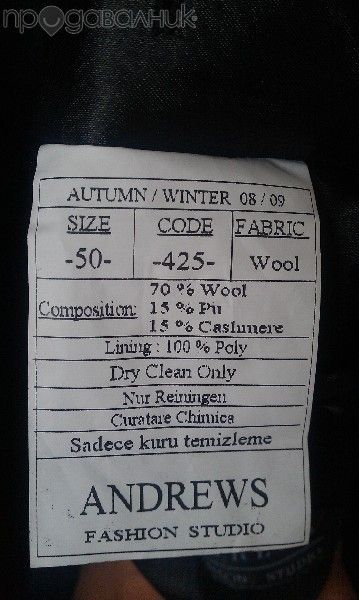 продавалник
AUTUMN / WINTER 08 / 09
SIZE CODE FABRIC
-50- -425- Wool
70 % Wool
Composition: 15 % Pu
15 % Cashmere
Lining : 100 % Poly
Dry Clean Only
Nur Reiningen
Curatare Chimica
Sadece kuru temizleme
ANDREWS
FASHION STUDIO